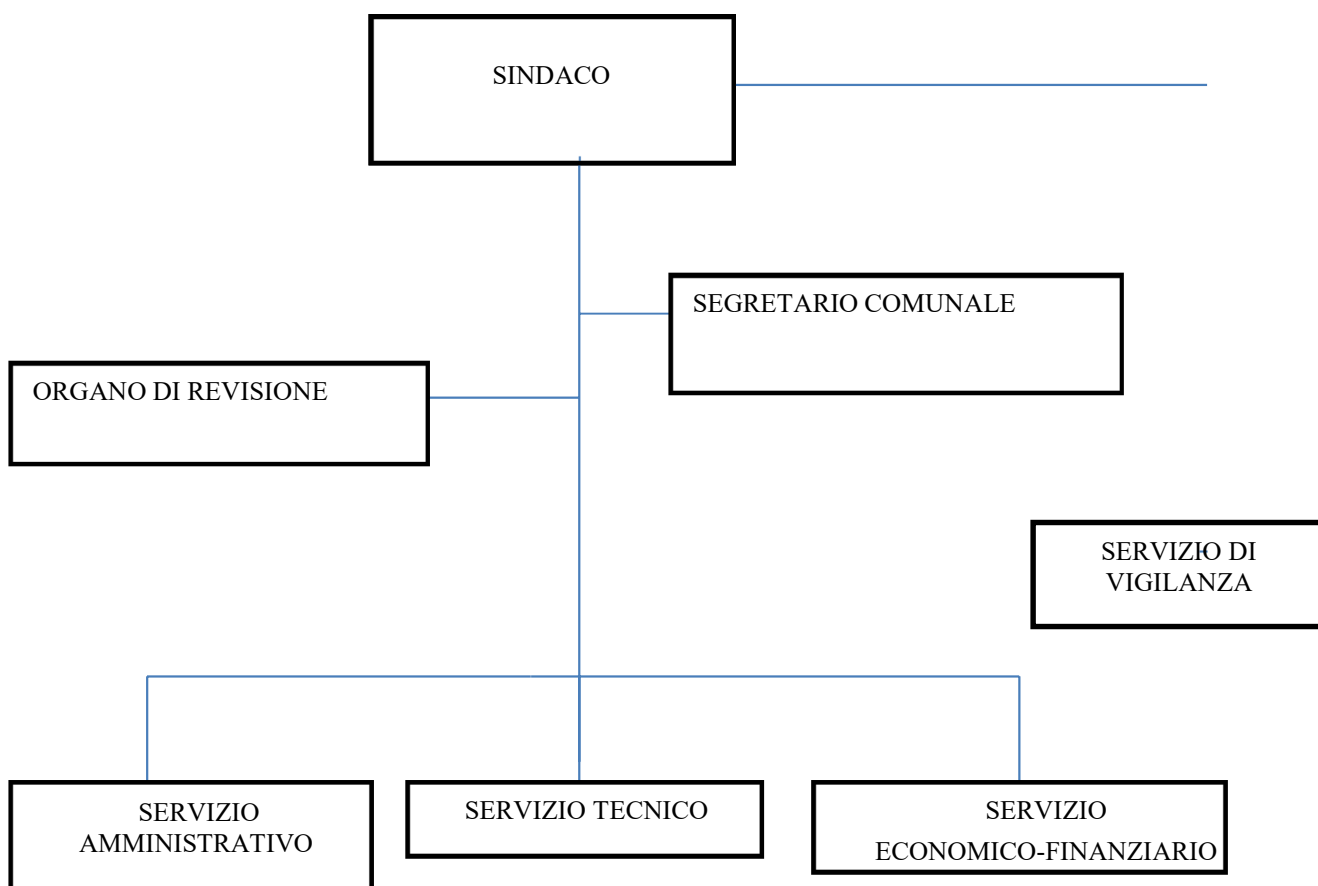 SINDACO
SEGRETARIO COMUNALE
ORGANO DI REVISIONE
SERVIZIO DI
VIGILANZA
SERVIZIO
AMMINISTRATIVO
SERVIZIO TECNICO
SERVIZIO
ECONOMICO-FINANZIARIO